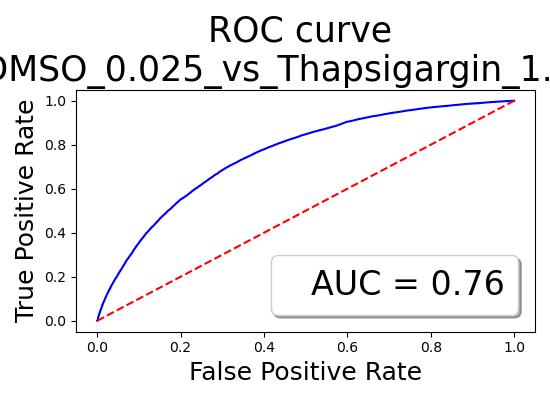 ROC curve
DMSO_0.025_vs_Thapsigargin_1.
True Positive Rate
1.0
0.8
0.6
0.4
0.2
0.0
AUC = 0.76
0.0 0.2 0.4 0.6 0.8 1.0
False Positive Rate